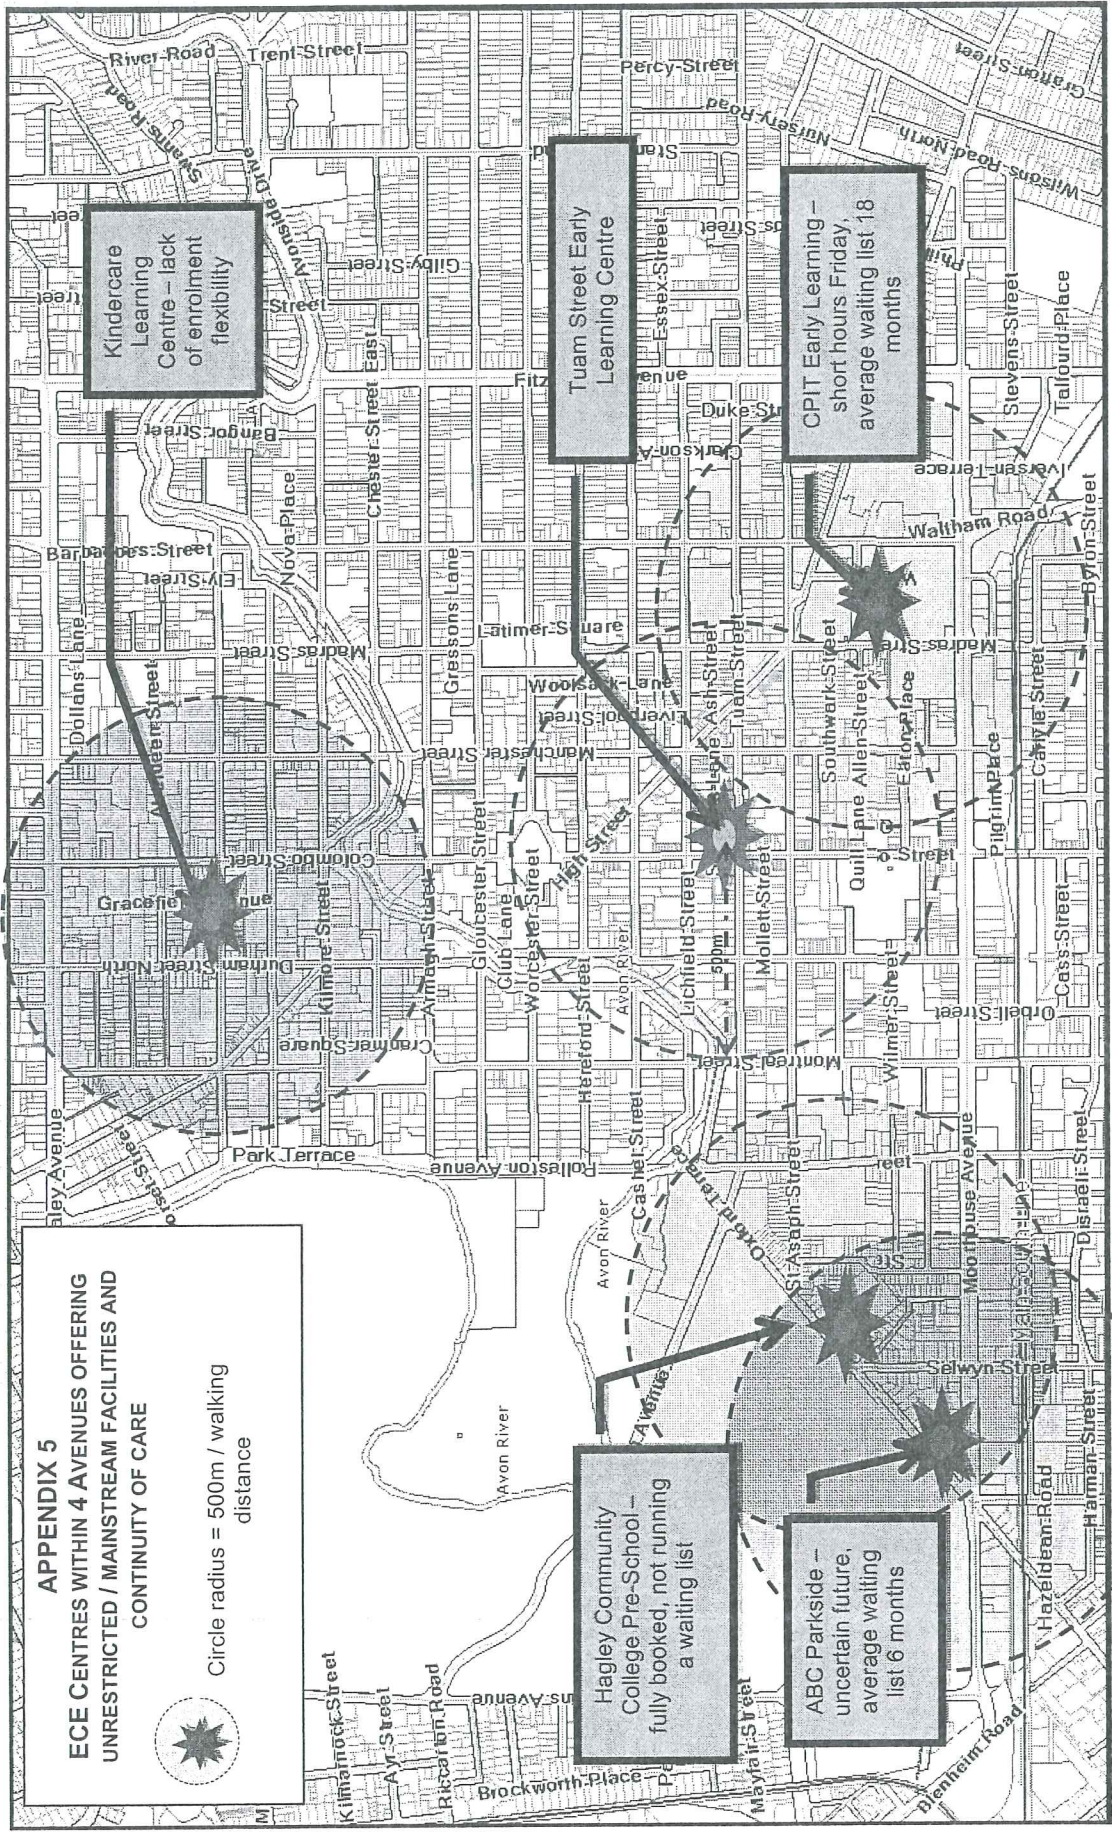 APPENDIX 5
ECE CENTRES WITHIN 4 AVENUES OFFERING
UNRESTRICTED / MAINSTREAM FACILITIES AND
CONTINUITY OF CARE
Circle radius = 500m / walking
distance
Kindercare
Learning
Centre – lack
of enrolment
flexibility
Tuam Street Early
Learning Centre
CPIT Early Learning –
short hours Friday,
average waiting list 18
months
Hagley Community
College Pre-School –
fully booked, not running
a waiting list
ABC Parkside –
uncertain future,
average waiting
list 6 months
500m
River Road
Trent Street
Swanns Road
Avonside Drive
Gilby Street
Street
Percy Street
Nursery Road
Grafton Street
Wilsons Road North
Essex Street
Stevens Street
Talford Place
Iversen Terrace
Waltham Road
Byron Street
Bangor Street
Chester Street East
Nova Place
Barbadoes Street
Ely Street
Dollans Lane
Madras Street
Gressons Lane
Latimer Square
Woolsack Lane
Liverpool Street
Manchester Street
Ash Street
Southwark Street
Allen Street
Eaton Place
Quill Lane
Pilgrim Place
Carlyle Street
Madras Street
Colombo Street
Durham Street North
Kilmore Street
Cranmer Square
Armagh Street
Gloucester Street
Club Lane
Worcester Street
High Street
Hereford Street
Avon River
Lichfield Street
Mollett Street
Montreal Street
Wilmer Street
Orbell Street
Cass Street
Park Terrace
Rolleston Avenue
Cashel Street
Oxford Terrace
St Asaph Street
Moorhouse Avenue
Disraeli Street
Selwyn Street
Avon River
Avon River
Hazeldean Road
Harman Street
Kilmarnock Street
Ayr Street
Riccarton Road
Brockworth Place
Mayfair Street
Blenheim Road